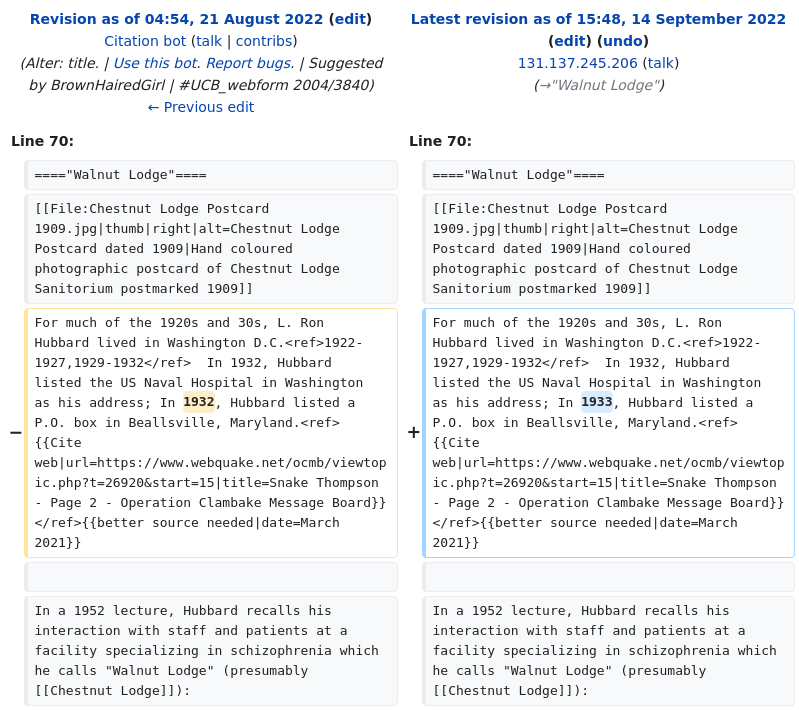 Revision as of 04:54, 21 August 2022 (edit)
Citation bot (talk | contribs)
(Alter: title. | Use this bot. Report bugs. | Suggested
by BrownHairedGirl | #UCB_webform 2004/3840)
← Previous edit
Latest revision as of 15:48, 14 September 2022
(edit) (undo)
131.137.245.206 (talk)
(→"Walnut Lodge")
Line 70:
===="Walnut Lodge"====
[[File:Chestnut Lodge Postcard
1909.jpg|thumb|right|alt=Chestnut Lodge
Postcard dated 1909|Hand coloured
photographic postcard of Chestnut Lodge
Sanitorium postmarked 1909]]
−
For much of the 1920s and 30s, L. Ron
Hubbard lived in Washington D.C.<ref>1922-
1927,1929-1932</ref>  In 1932, Hubbard
listed the US Naval Hospital in Washington
as his address; In 1932, Hubbard listed a
P.O. box in Beallsville, Maryland.<ref>
{{Cite
web|url=https://www.webquake.net/ocmb/viewtop
ic.php?t=26920&start=15|title=Snake Thompson
- Page 2 - Operation Clambake Message Board}}
</ref>{{better source needed|date=March
2021}}
In a 1952 lecture, Hubbard recalls his
interaction with staff and patients at a
facility specializing in schizophrenia which
he calls "Walnut Lodge" (presumably
[[Chestnut Lodge]]):
Line 70:
===="Walnut Lodge"====
[[File:Chestnut Lodge Postcard
1909.jpg|thumb|right|alt=Chestnut Lodge
Postcard dated 1909|Hand coloured
photographic postcard of Chestnut Lodge
Sanitorium postmarked 1909]]
+
For much of the 1920s and 30s, L. Ron
Hubbard lived in Washington D.C.<ref>1922-
1927,1929-1932</ref>  In 1932, Hubbard
listed the US Naval Hospital in Washington
as his address; In 1933, Hubbard listed a
P.O. box in Beallsville, Maryland.<ref>
{{Cite
web|url=https://www.webquake.net/ocmb/viewtop
ic.php?t=26920&start=15|title=Snake Thompson
- Page 2 - Operation Clambake Message Board}}
</ref>{{better source needed|date=March
2021}}
In a 1952 lecture, Hubbard recalls his
interaction with staff and patients at a
facility specializing in schizophrenia which
he calls "Walnut Lodge" (presumably
[[Chestnut Lodge]]):